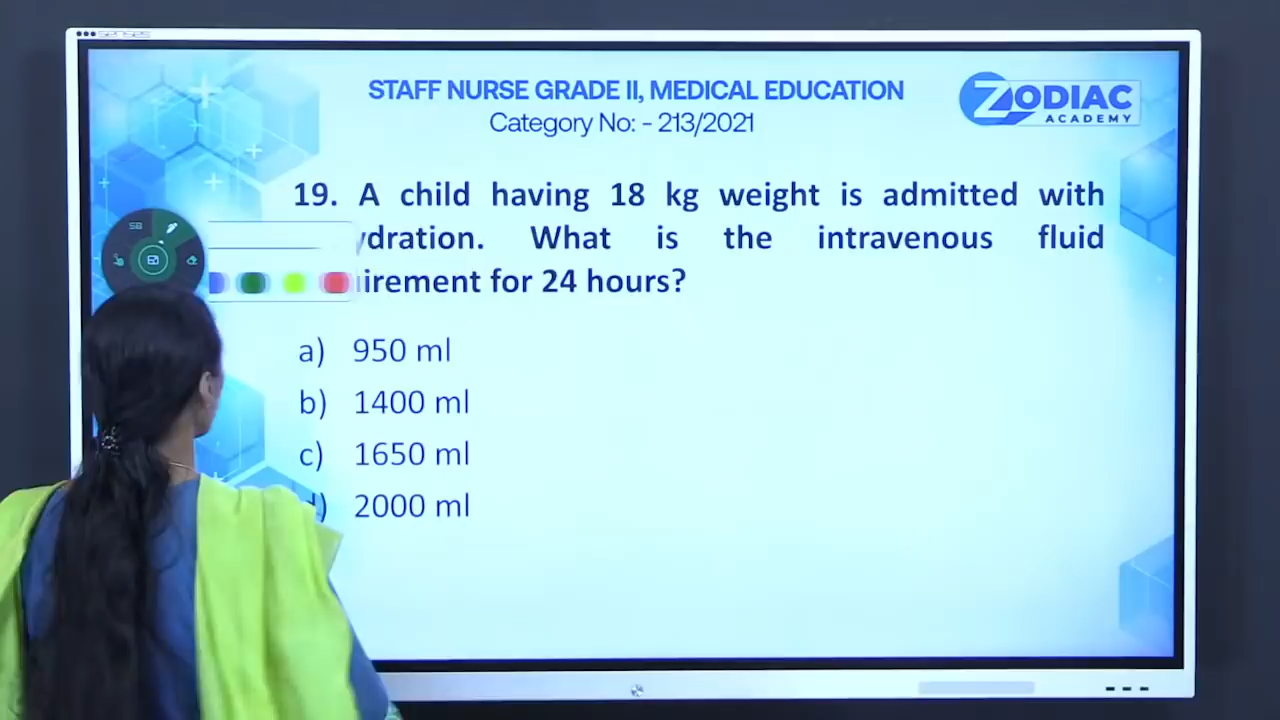 senses
STAFF NURSE GRADE II, MEDICAL EDUCATION
ZODIAC
ACADEMY
Category No: - 213/2021
19. A child having 18 kg weight is admitted with
ydration. What is the intravenous fluid
irement for 24 hours?
a) 950 ml
b) 1400 ml
c) 1650 ml
d) 2000 ml